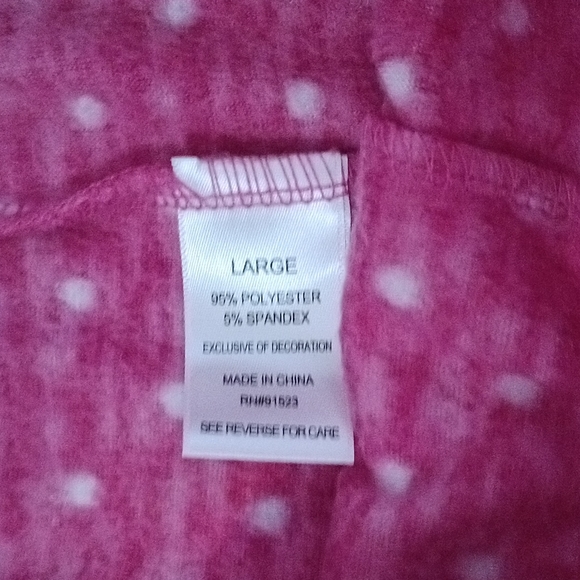 LARGE
95% POLYESTER
5% SPANDEX
EXCLUSIVE OF DECORATION
MADE IN CHINA
RN#91523
SEE REVERSE FOR CARE